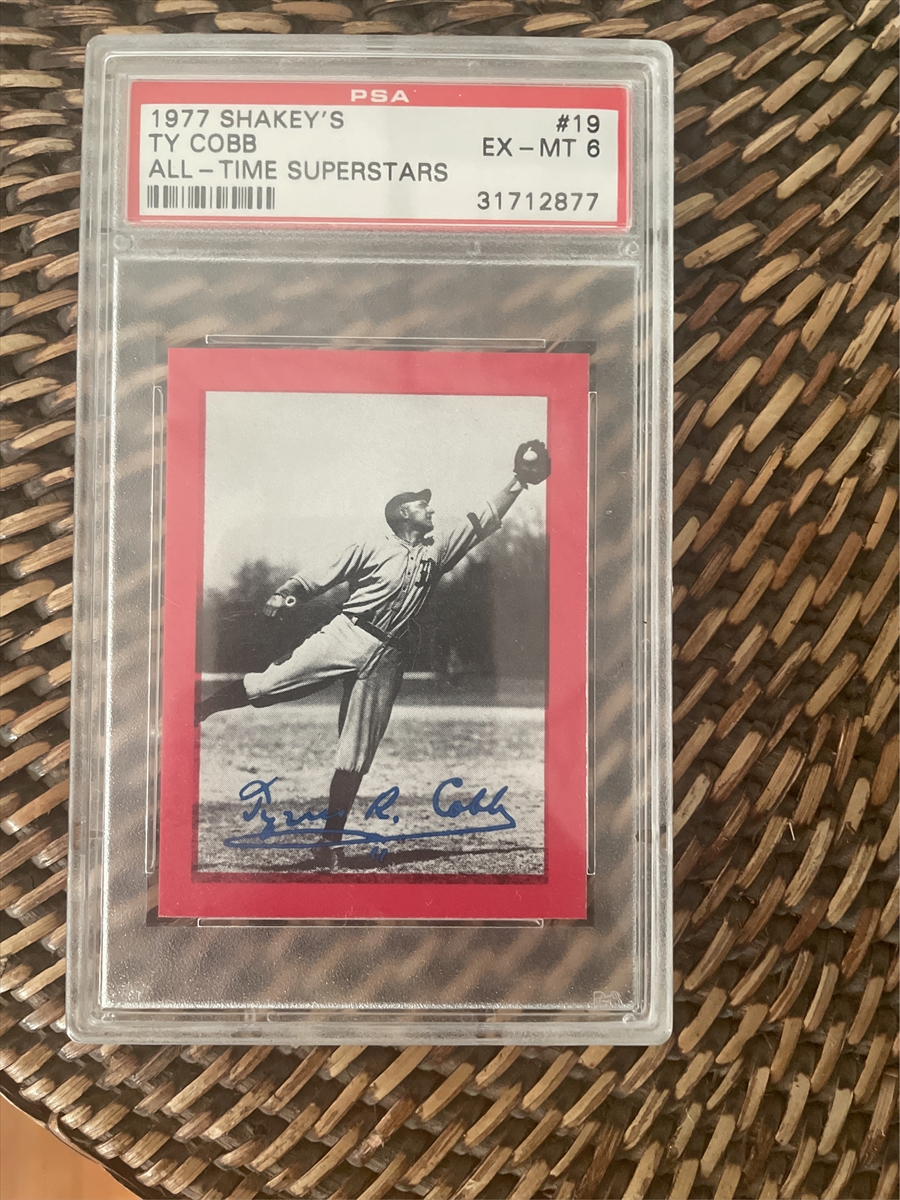 PSA
1977 SHAKEY'S #19
TY COBB EX - MT 6
ALL - TIME SUPERSTARS
31712877
Tyrus R. Cobb